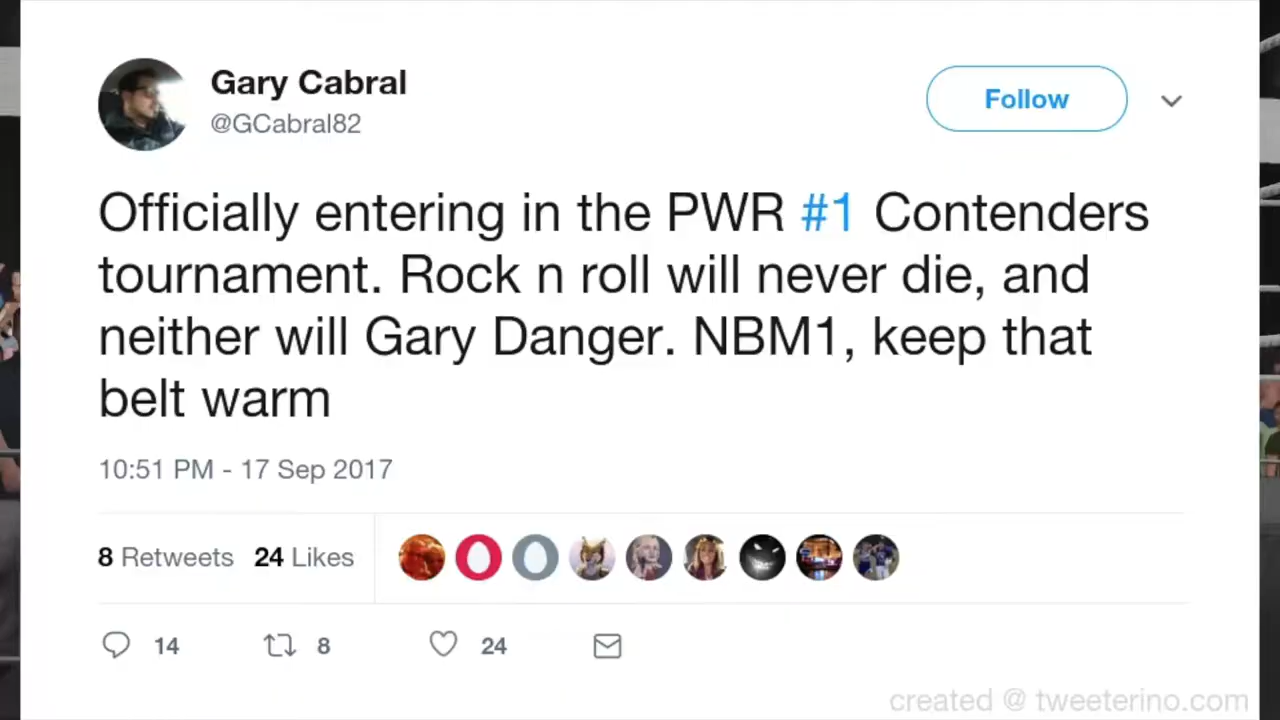 Gary Cabral
@GCabral82
Follow
Officially entering in the PWR #1 Contenders
tournament. Rock n roll will never die, and
neither will Gary Danger. NBM1, keep that
belt warm
10:51 PM - 17 Sep 2017
8 Retweets 24 Likes
14 8 24
created @ tweeterino.com